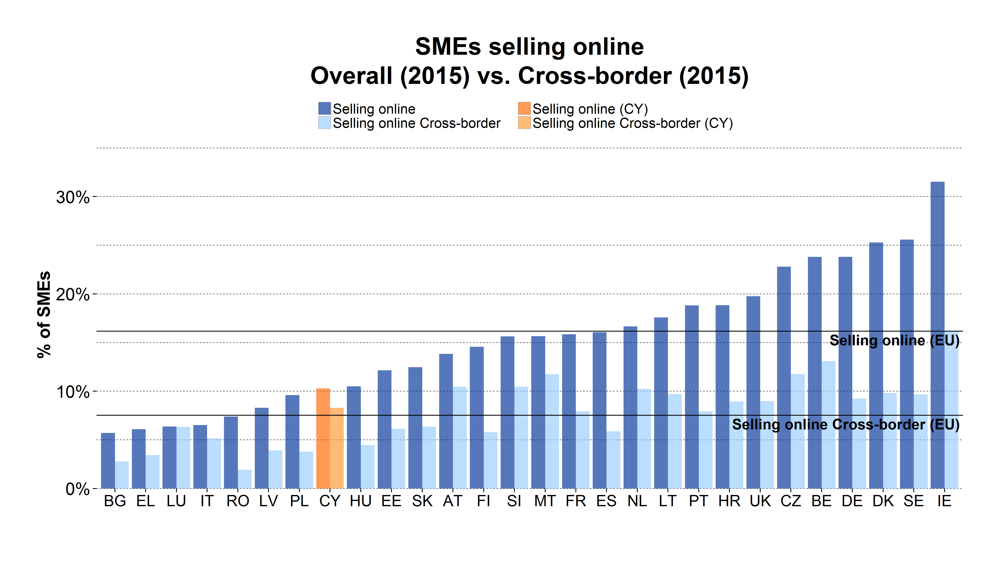 SMEs selling online
Overall (2015) vs. Cross-border (2015)
Selling online
Selling online Cross-border
Selling online (CY)
Selling online Cross-border (CY)
% of SMEs
30%
20%
10%
0%
Selling online (EU)
Selling online Cross-border (EU)
BG EL LU IT RO LV PL CY HU EE SK AT FI SI MT FR ES NL LT PT HR UK CZ BE DE DK SE IE